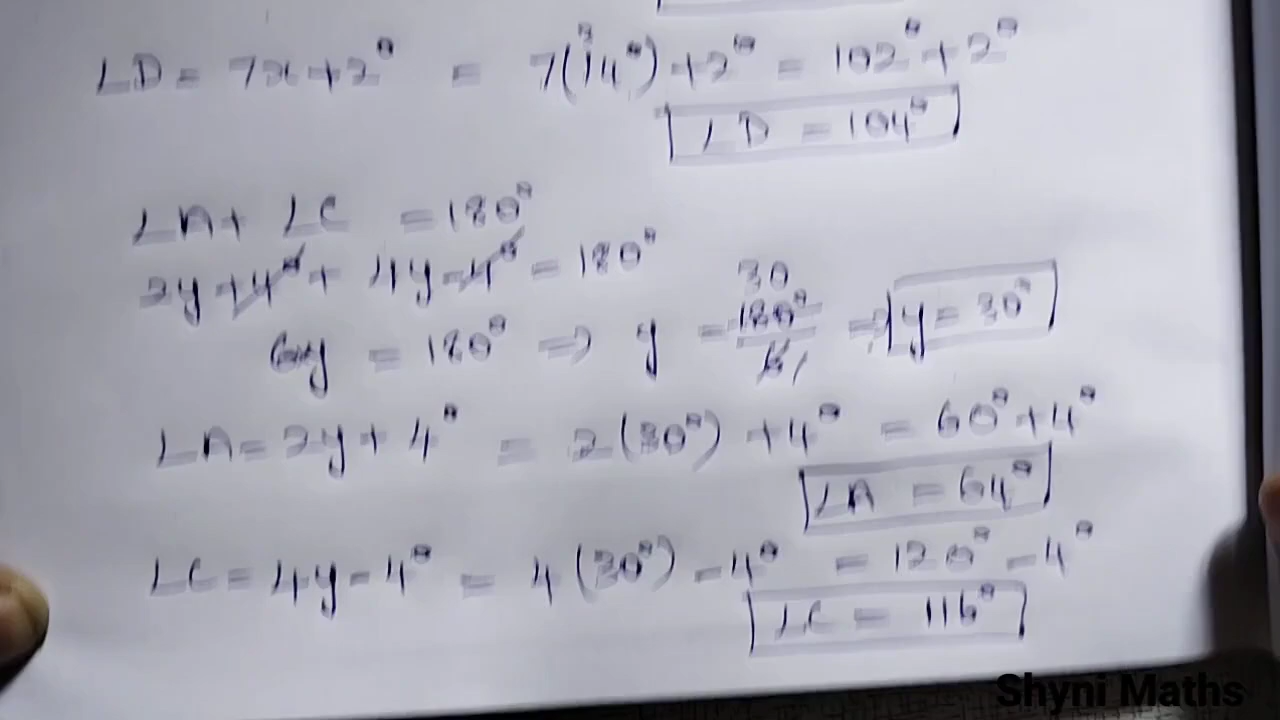 ∠D = 7x+2° = 7(14°)+2° = 102°+2°
∠D = 104°
∠A + ∠C = 180°
2y+4°+ 4y-4° = 180°
30
6y = 180° ⇒ y = 180°/6 ⇒ y = 30°
∠A = 2y+4° = 2(30°)+4° = 60°+4°
∠A = 64°
∠C = 4y-4° = 4(30°)-4° = 120°-4°
∠C = 116°
Shyni Maths